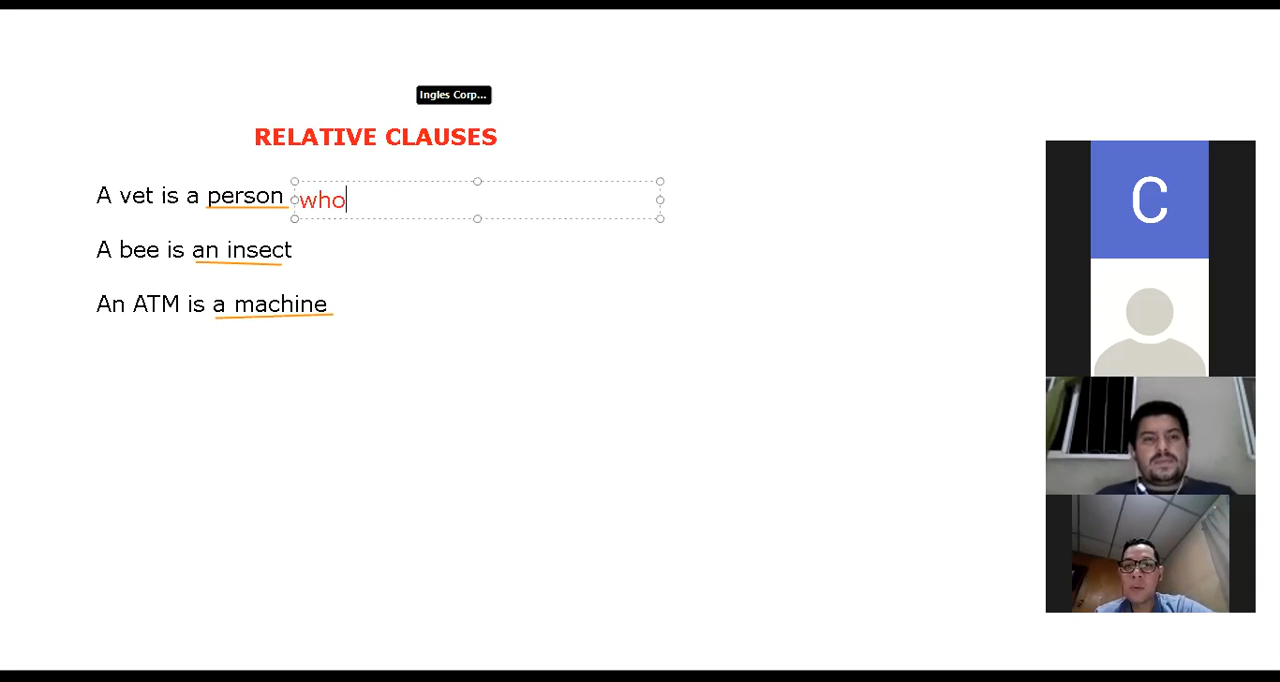 Ingles Corp...
RELATIVE CLAUSES
A vet is a person who
A bee is an insect
An ATM is a machine
C